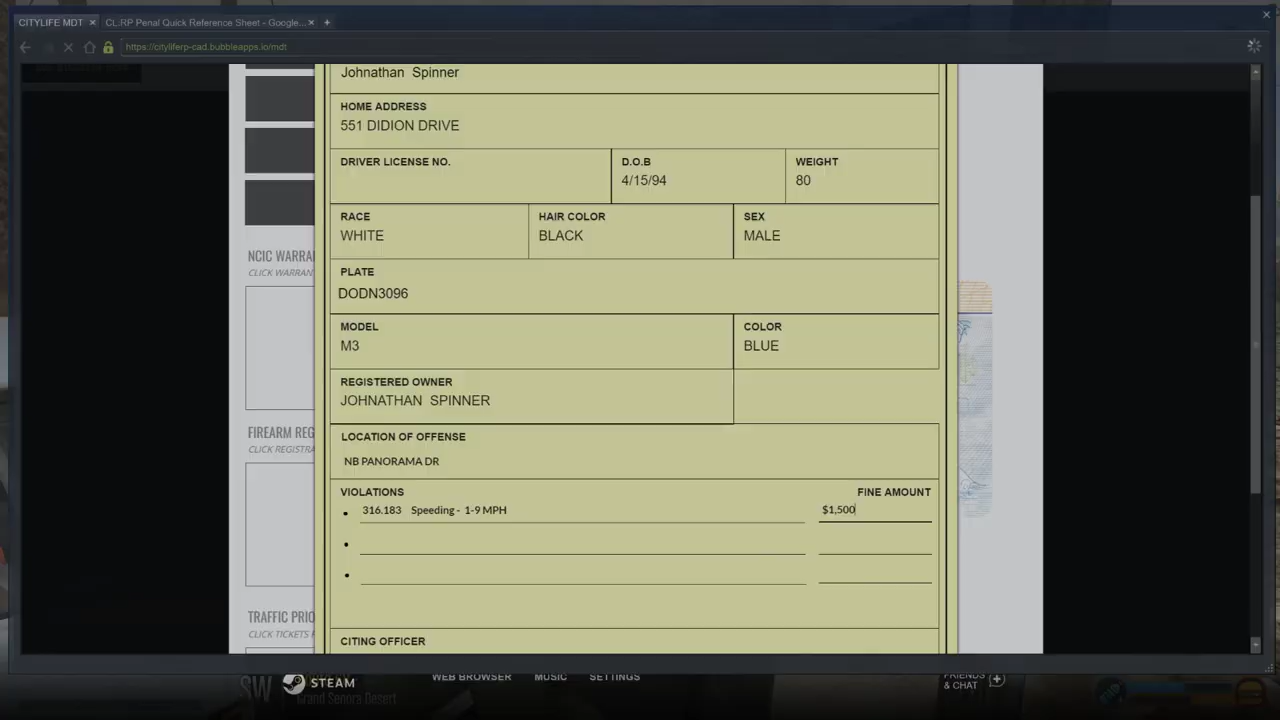 CITYLIFE MDT
CL:RP Penal Quick Reference Sheet - Google...
https://cityliferp-cad.bubbleapps.io/mdt
Johnathan Spinner
HOME ADDRESS
551 DIDION DRIVE
DRIVER LICENSE NO.
D.O.B
WEIGHT
4/15/94
80
RACE
HAIR COLOR
SEX
WHITE
BLACK
MALE
NCIC WARRA
CLICK WARRAN
PLATE
DODN3096
MODEL
COLOR
M3
BLUE
REGISTERED OWNER
JOHNATHAN SPINNER
FIREARM REG
CLICK REGISTRA
LOCATION OF OFFENSE
NB PANORAMA DR
VIOLATIONS
FINE AMOUNT
• 316.183 Speeding - 1-9 MPH
$1,500
•
•
TRAFFIC PRIO
CLICK TICKETS F
CITING OFFICER
SW
STEAM
WEB BROWSER
MUSIC
SETTINGS
FRIENDS
& CHAT
Grand Senora Desert